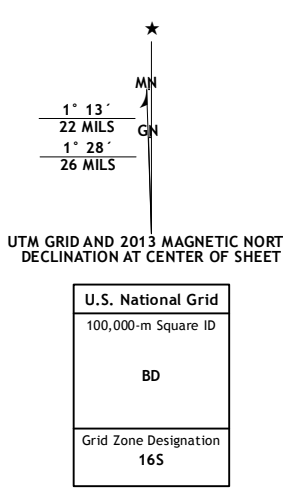 ★
MN
1° 13´
22 MILS
GN
1° 28´
26 MILS
UTM GRID AND 2013 MAGNETIC NORT
DECLINATION AT CENTER OF SHEET
U.S. National Grid
100,000-m Square ID
BD
Grid Zone Designation
16S